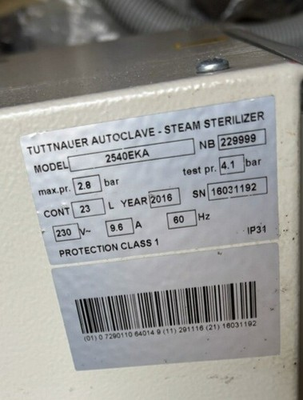 TUTTNAUER AUTOCLAVE - STEAM STERILIZER
MODEL 2540EKA NB 229999
max.pr. 2.8 bar test pr. 4.1 bar
CONT 23 L YEAR 2016 SN 16031192
230 V~ 9.6 A 60 Hz
PROTECTION CLASS 1 IP31
(01) 0 7290110 64014 9 (11) 291116 (21) 16031192